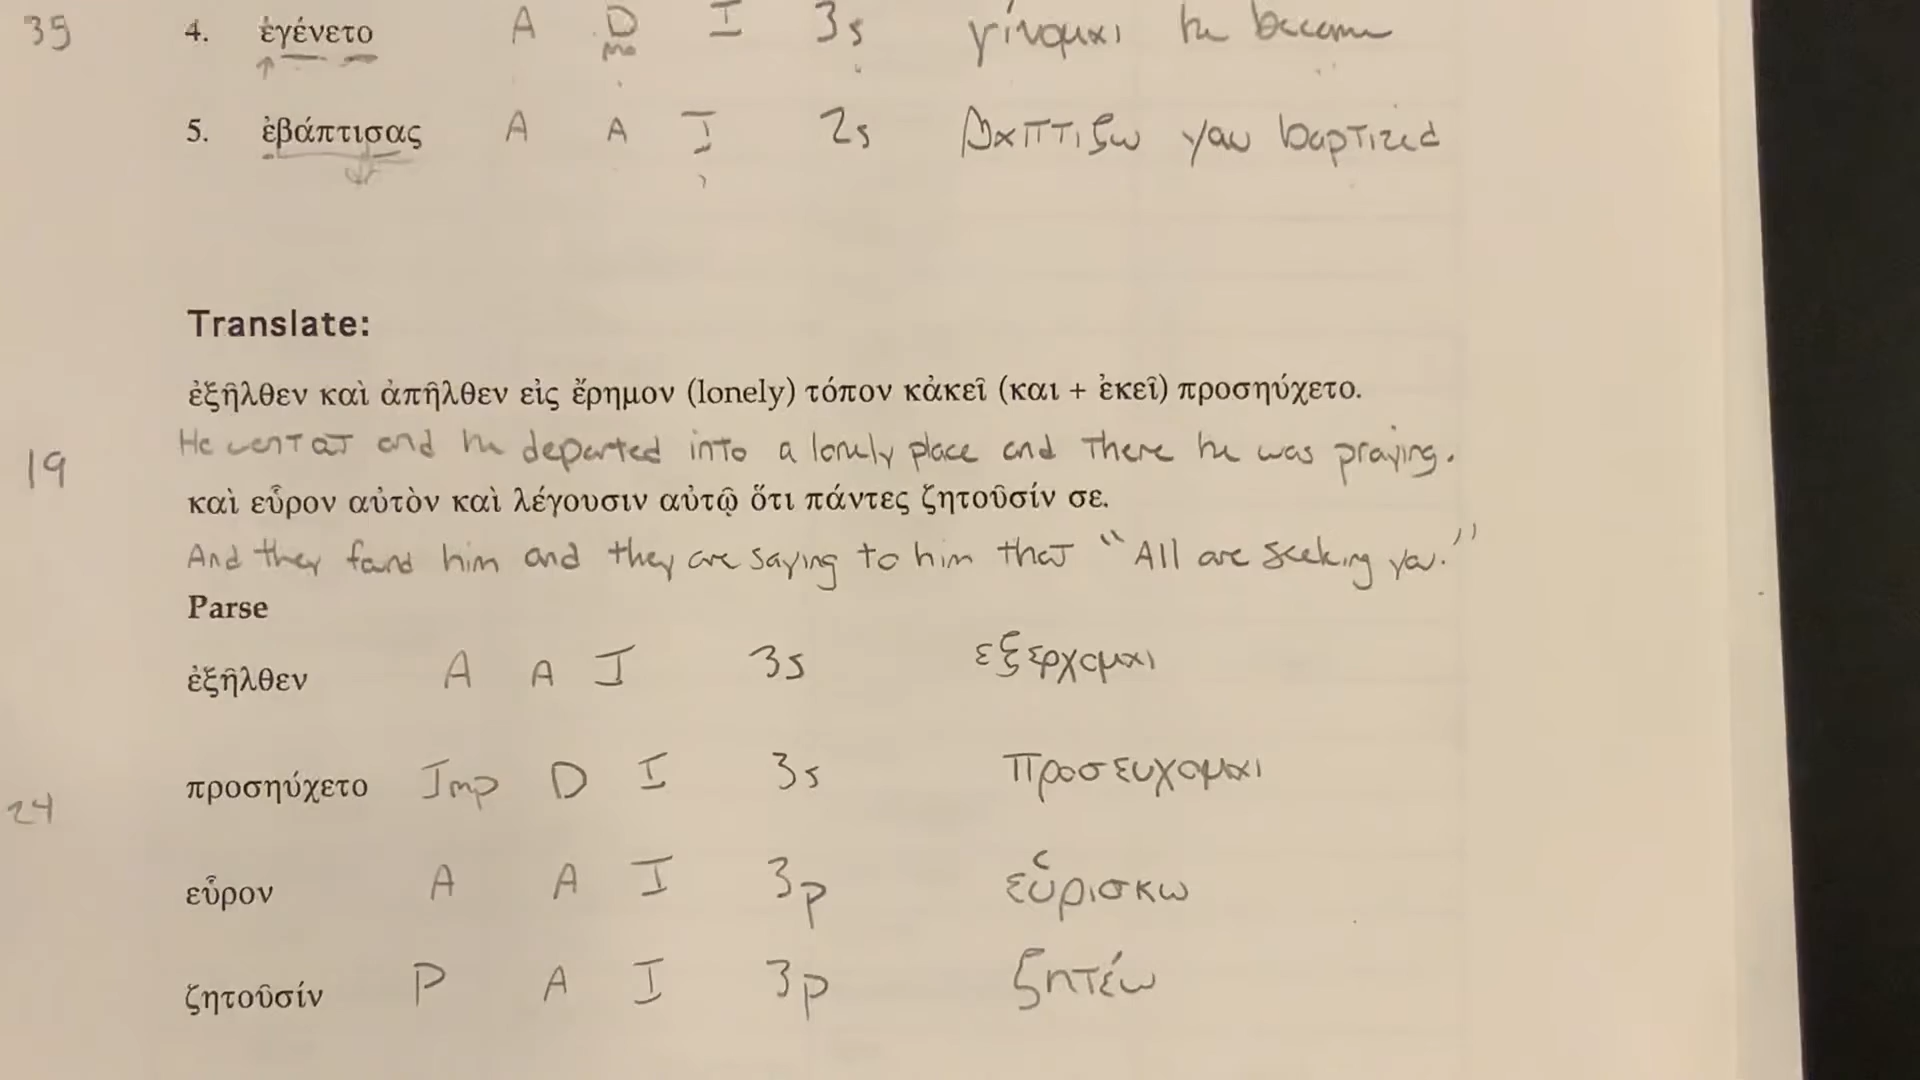 35 4. ἐγένετο A D I 3s γίνομαι he became
mo
5. ἐβάπτισας A A I 2s βαπτιζω you baptized
Translate:
ἐξῆλθεν καὶ ἀπῆλθεν εἰς ἔρημον (lonely) τόπον κἀκεῖ (και + ἐκεῖ) προσηύχετο.
19 He went out and he departed into a lonely place and there he was praying.
καὶ εὗρον αὐτὸν καὶ λέγουσιν αὐτῷ ὅτι πάντες ζητοῦσίν σε.
And they found him and they are saying to him that "All are seeking you."
Parse
ἐξῆλθεν A A I 3s εξερχομαι
προσηύχετο Imp D I 3s προσευχομαι
24
εὗρον A A I 3p εὑρισκω
ζητοῦσίν P A I 3p ζητέω